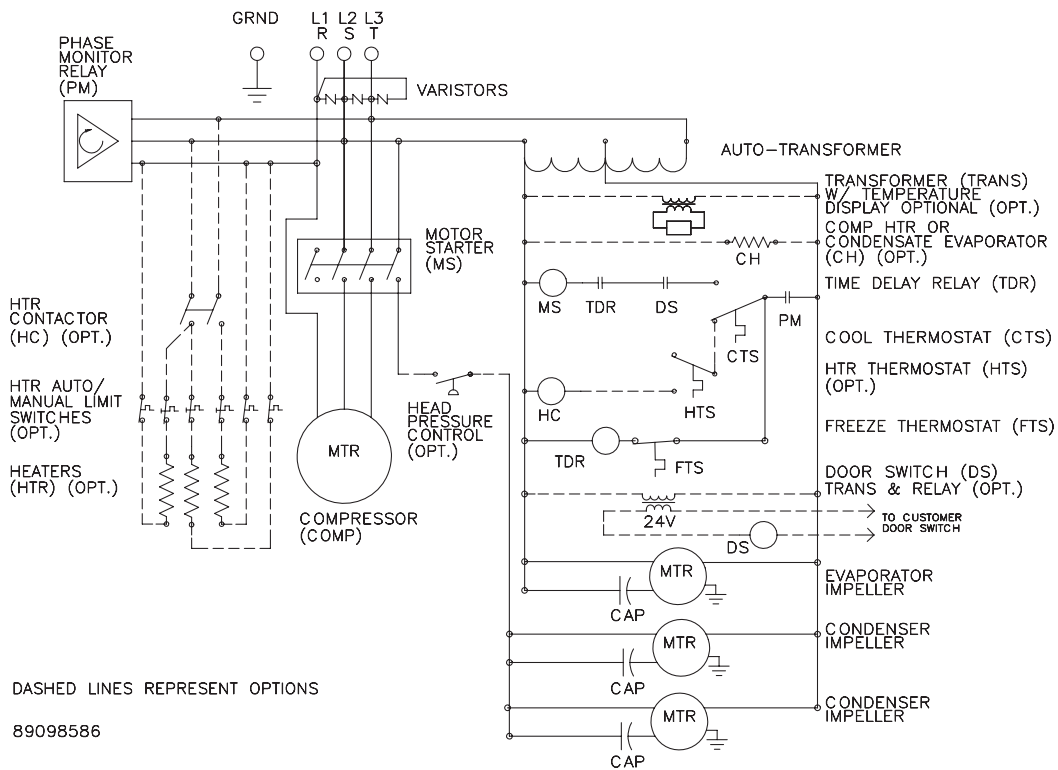 GRND
L1 L2 L3
R S T
PHASE
MONITOR
RELAY
(PM)
VARISTORS
AUTO-TRANSFORMER
TRANSFORMER (TRANS)
W/ TEMPERATURE
DISPLAY OPTIONAL (OPT.)
COMP HTR OR
CONDENSATE EVAPORATOR
(CH) (OPT.)
CH
MOTOR
STARTER
(MS)
TIME DELAY RELAY (TDR)
MS TDR DS
PM
HTR
CONTACTOR
(HC) (OPT.)
CTS
COOL THERMOSTAT (CTS)
HTR THERMOSTAT (HTS)
(OPT.)
HTR AUTO/
MANUAL LIMIT
SWITCHES
(OPT.)
HEAD
PRESSURE
CONTROL
(OPT.)
HC HTS
FREEZE THERMOSTAT (FTS)
MTR
TDR FTS
HEATERS
(HTR) (OPT.)
DOOR SWITCH (DS)
TRANS & RELAY (OPT.)
COMPRESSOR
(COMP)
24V
TO CUSTOMER
DOOR SWITCH
DS
MTR
EVAPORATOR
IMPELLER
CAP
MTR
CONDENSER
IMPELLER
CAP
MTR
CONDENSER
IMPELLER
CAP
DASHED LINES REPRESENT OPTIONS
89098586